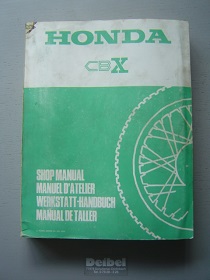 HONDA
CBX
SHOP MANUAL
MANUEL D'ATELIER
WERKSTATT-HANDBUCH
MANUAL DE TALLER
Deibel